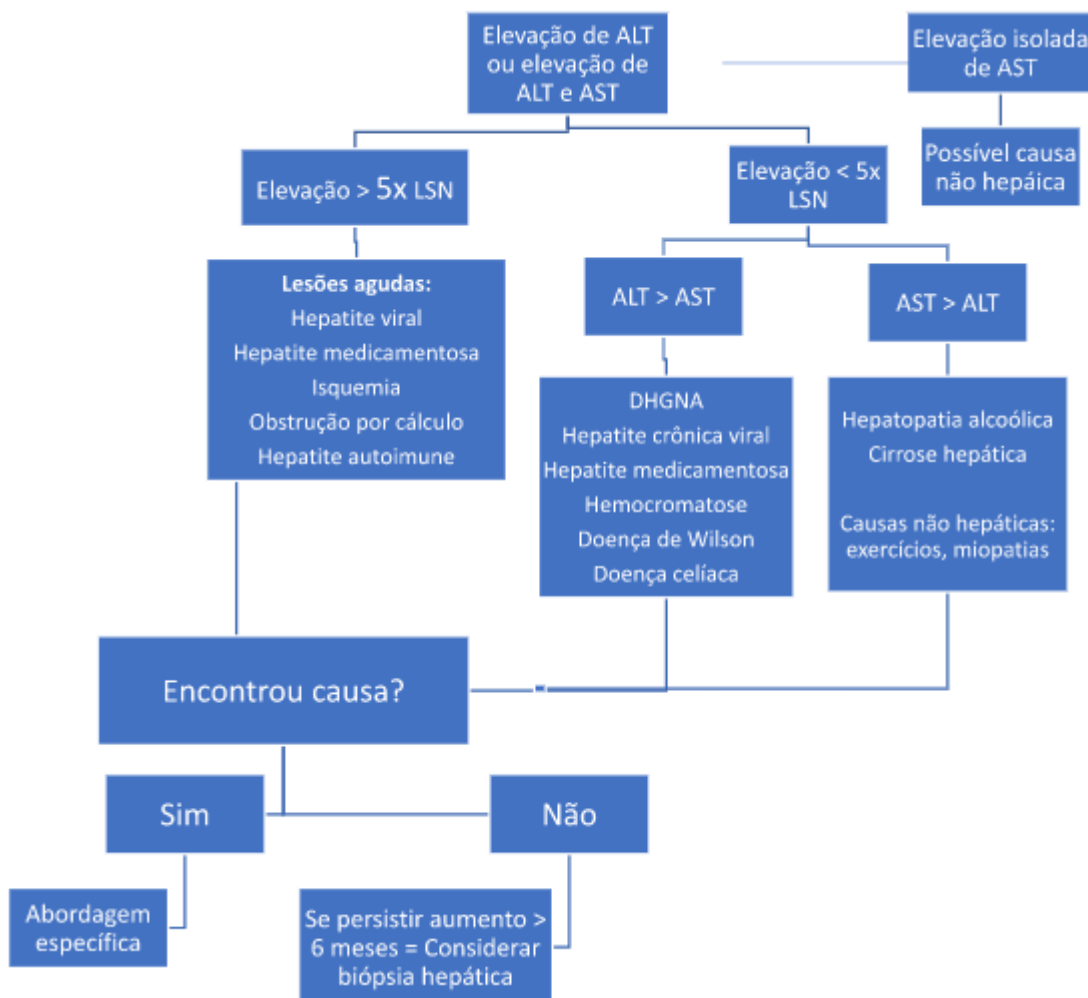 Elevação de ALT
ou elevação de
ALT e AST
Elevação isolada
de AST
Possível causa
não hepáica
Elevação > 5x LSN
Elevação < 5x
LSN
Lesões agudas:
Hepatite viral
Hepatite medicamentosa
Isquemia
Obstrução por cálculo
Hepatite autoimune
ALT > AST
AST > ALT
DHGNA
Hepatite crônica viral
Hepatite medicamentosa
Hemocromatose
Doença de Wilson
Doença celíaca
Hepatopatia alcoólica
Cirrose hepática
Causas não hepáticas:
exercícios, miopatias
Encontrou causa?
Sim
Não
Abordagem
específica
Se persistir aumento >
6 meses = Considerar
biópsia hepática